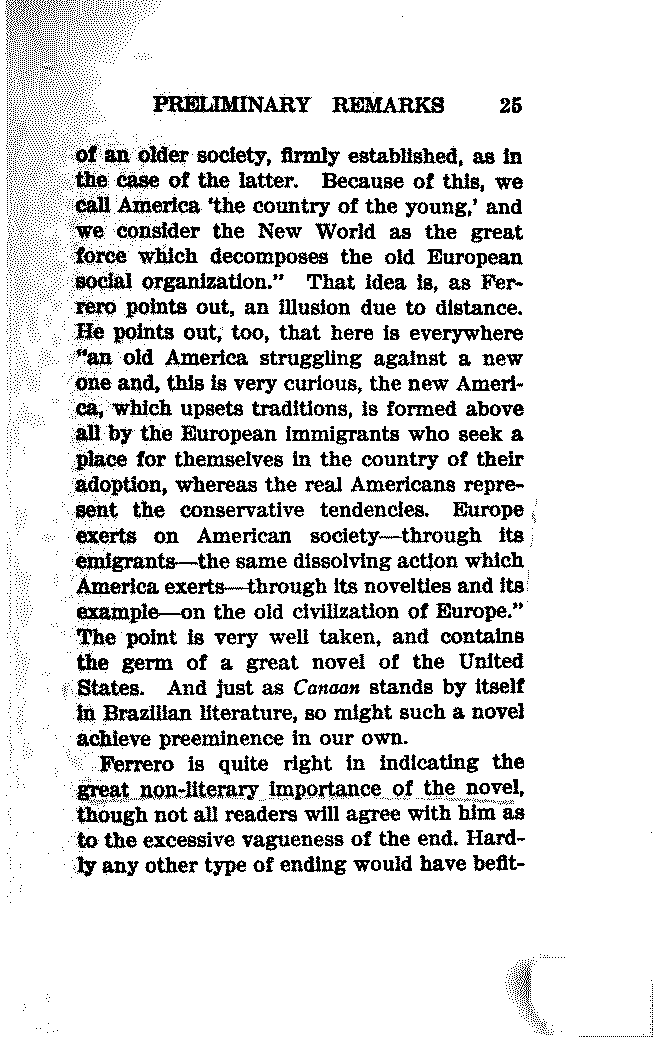 PRELIMINARY REMARKS 25
of an older society, firmly established, as in
the case of the latter. Because of this, we
call America 'the country of the young,' and
we consider the New World as the great
force which decomposes the old European
social organization." That idea is, as Fer-
rero points out, an illusion due to distance.
He points out, too, that here is everywhere
"an old America struggling against a new
one and, this is very curious, the new Ameri-
ca, which upsets traditions, is formed above
all by the European immigrants who seek a
place for themselves in the country of their
adoption, whereas the real Americans repre-
sent the conservative tendencies. Europe
exerts on American society—through its
emigrants—the same dissolving action which
America exerts—through its novelties and its
example—on the old civilization of Europe."
The point is very well taken, and contains
the germ of a great novel of the United
States. And just as Canaan stands by itself
in Brazilian literature, so might such a novel
achieve preeminence in our own.
Ferrero is quite right in indicating the
great non-literary importance of the novel,
though not all readers will agree with him as
to the excessive vagueness of the end. Hard-
ly any other type of ending would have befit-